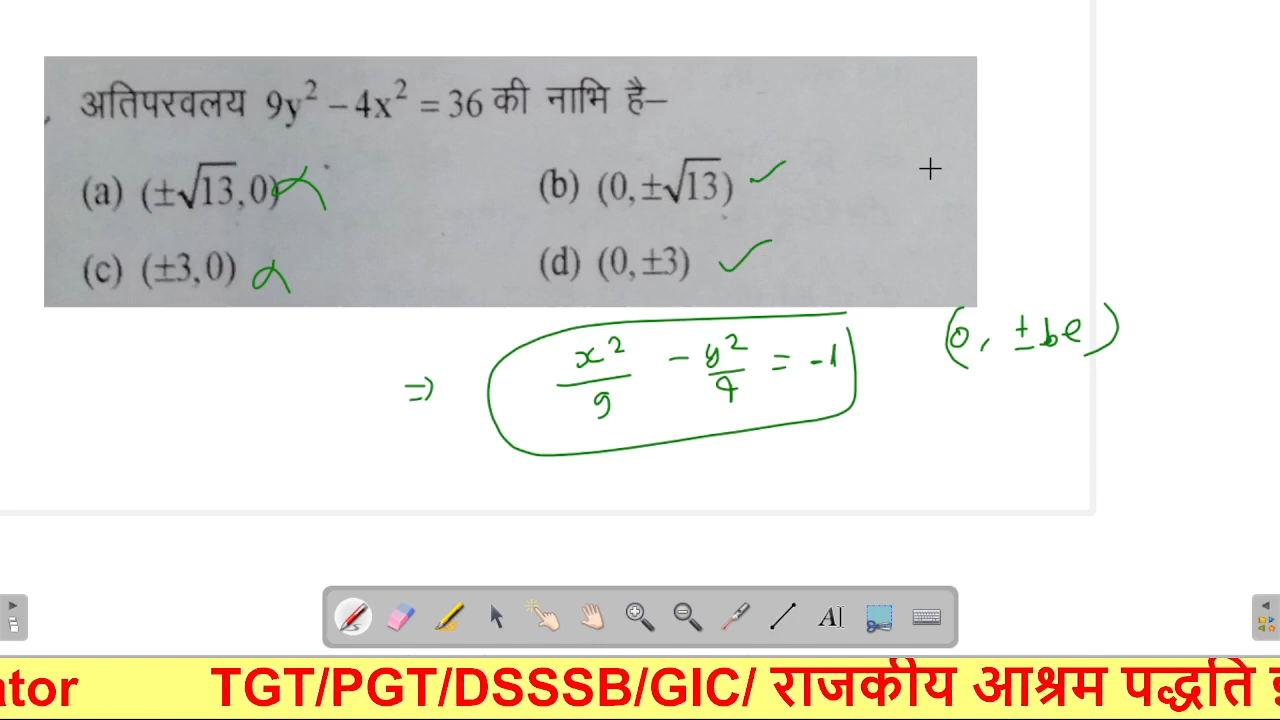 अतिपरवलय 9y² – 4x² = 36 की नाभि है–
(a) (±√13, 0)
(b) (0, ±√13)
(c) (±3, 0)
(d) (0, ±3)
(0, ±be)
⇒ x²/9 - y²/4 = -1
AI
ator TGT/PGT/DSSSB/GIC/ राजकीय आश्रम पद्धति इ